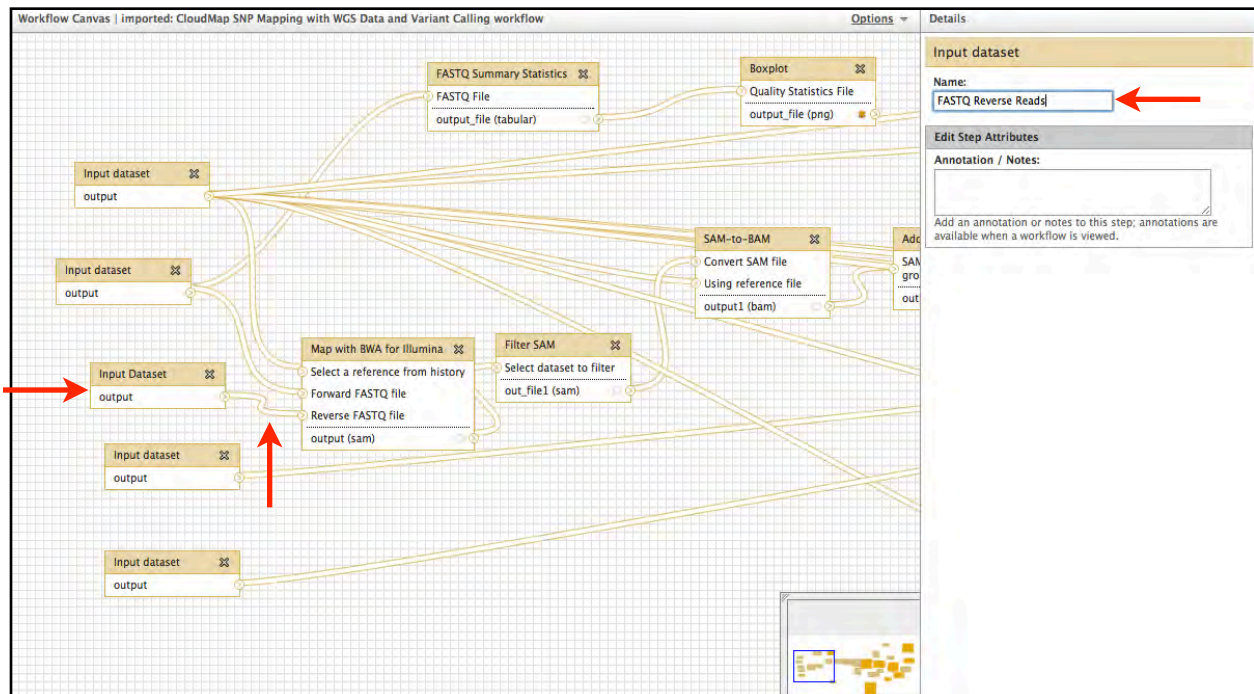 Workflow Canvas | imported: CloudMap SNP Mapping with WGS Data and Variant Calling workflow
Options
Details
FASTQ Summary Statistics
FASTQ File
output_file (tabular)
Boxplot
Quality Statistics File
output_file (png)
Input dataset
output
Input dataset
output
SAM-to-BAM
Convert SAM file
Using reference file
output1 (bam)
Add
SAM
gro
out
Input Dataset
output
Map with BWA for Illumina
Select a reference from history
Forward FASTQ file
Reverse FASTQ file
output (sam)
Filter SAM
Select dataset to filter
out_file1 (sam)
Input dataset
output
Input dataset
output
Input dataset
Name:
FASTQ Reverse Reads
Edit Step Attributes
Annotation / Notes:
Add an annotation or notes to this step; annotations are
available when a workflow is viewed.